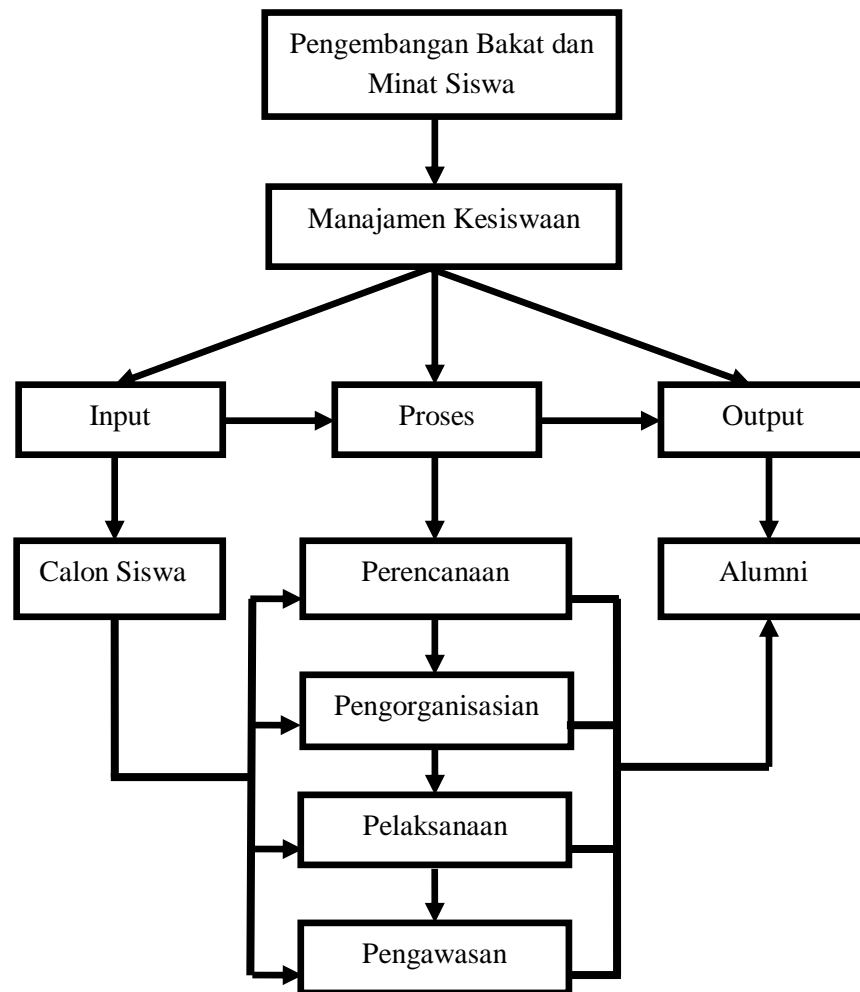 Pengembangan Bakat dan
Minat Siswa
Manajamen Kesiswaan
Input
Proses
Output
Calon Siswa
Perencanaan
Alumni
Pengorganisasian
Pelaksanaan
Pengawasan